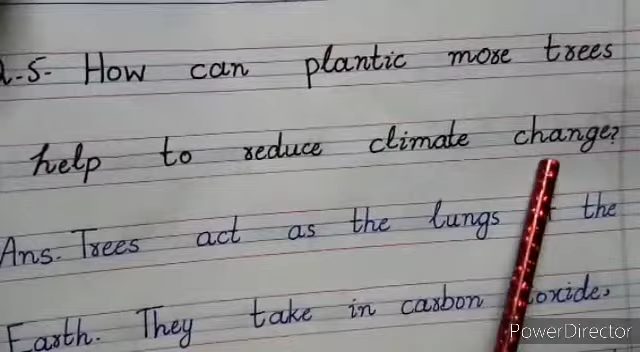 -5- How can plantic more trees
help to reduce climate change?
Ans. Trees act as the lungs the
Earth. They take in carbon oxide,
PowerDirector